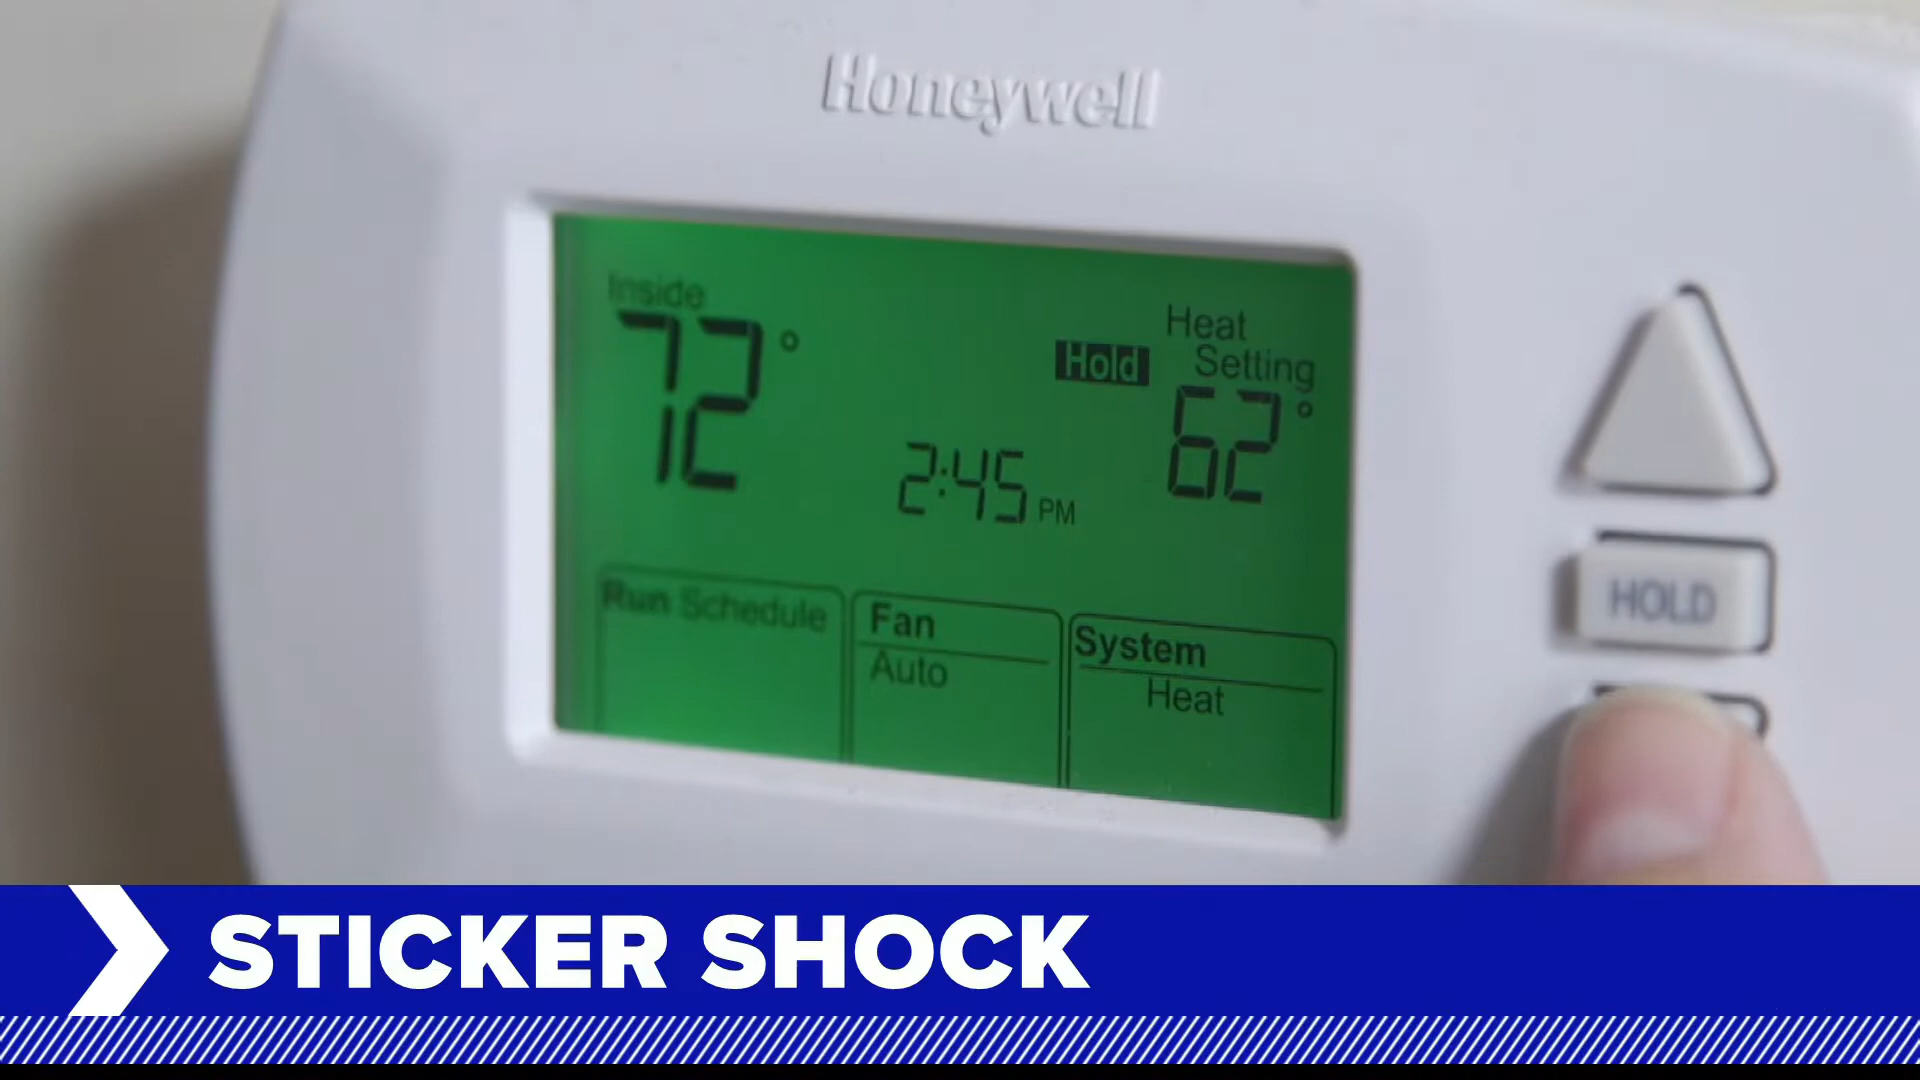 Honeywell
Inside
72°
Hold
Heat
Setting
62°
2:45 PM
Run Schedule
Fan
Auto
System
Heat
HOLD
STICKER SHOCK